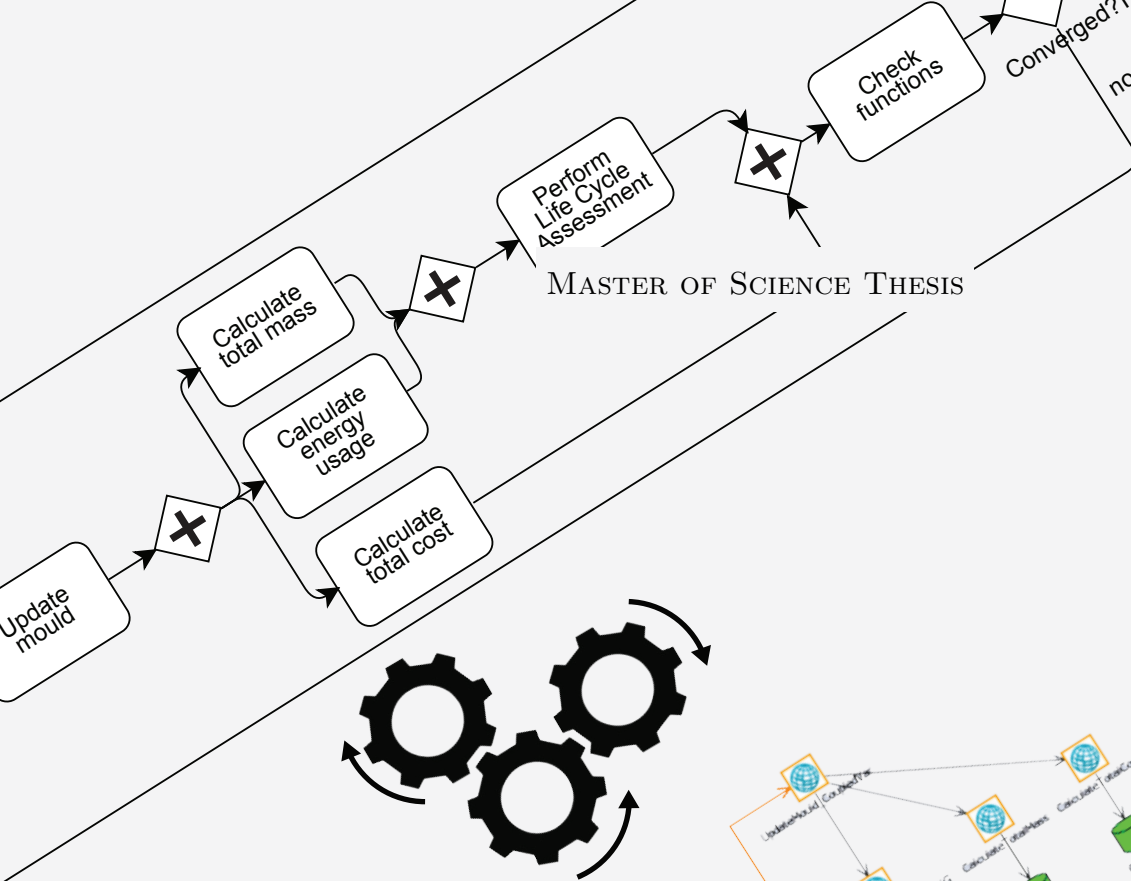 Check
functions
Converged?
no
Perform
Life Cycle
Assessment
MASTER OF SCIENCE THESIS
Calculate
total mass
Calculate
energy
usage
Calculate
total cost
Update
mould
UpdateMould